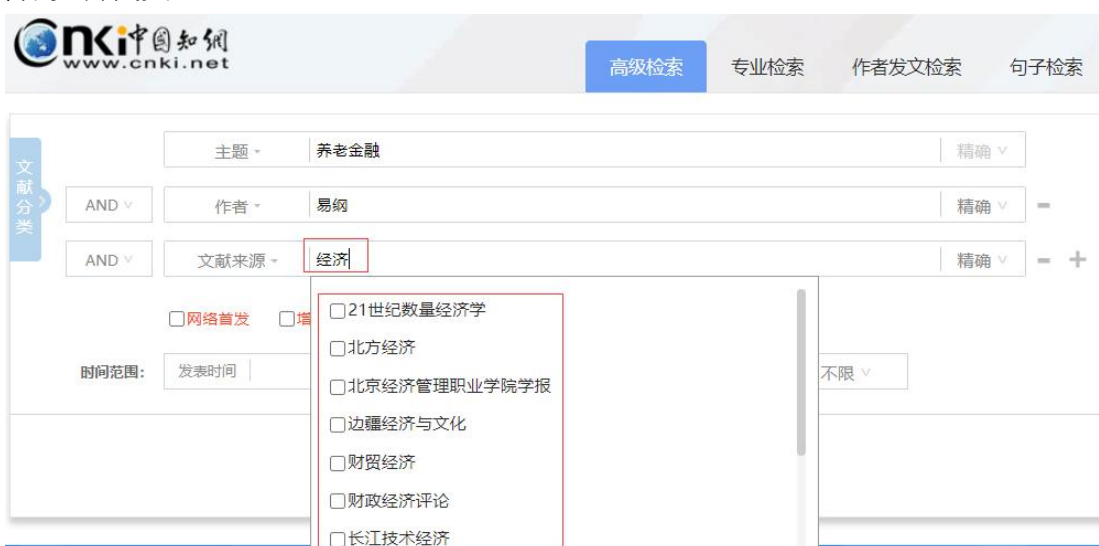 cnki中国知网
www.cnki.net
高级检索 专业检索 作者发文检索 句子检索
文献分类
主题 养老金融 精确
AND 作者 易纲 精确
AND 文献来源 经济 精确
网络首发 增
21世纪数量经济学
北方经济
时间范围: 发表时间 不限
北京经济管理职业学院学报
边疆经济与文化
财贸经济
财政经济评论
长江技术经济